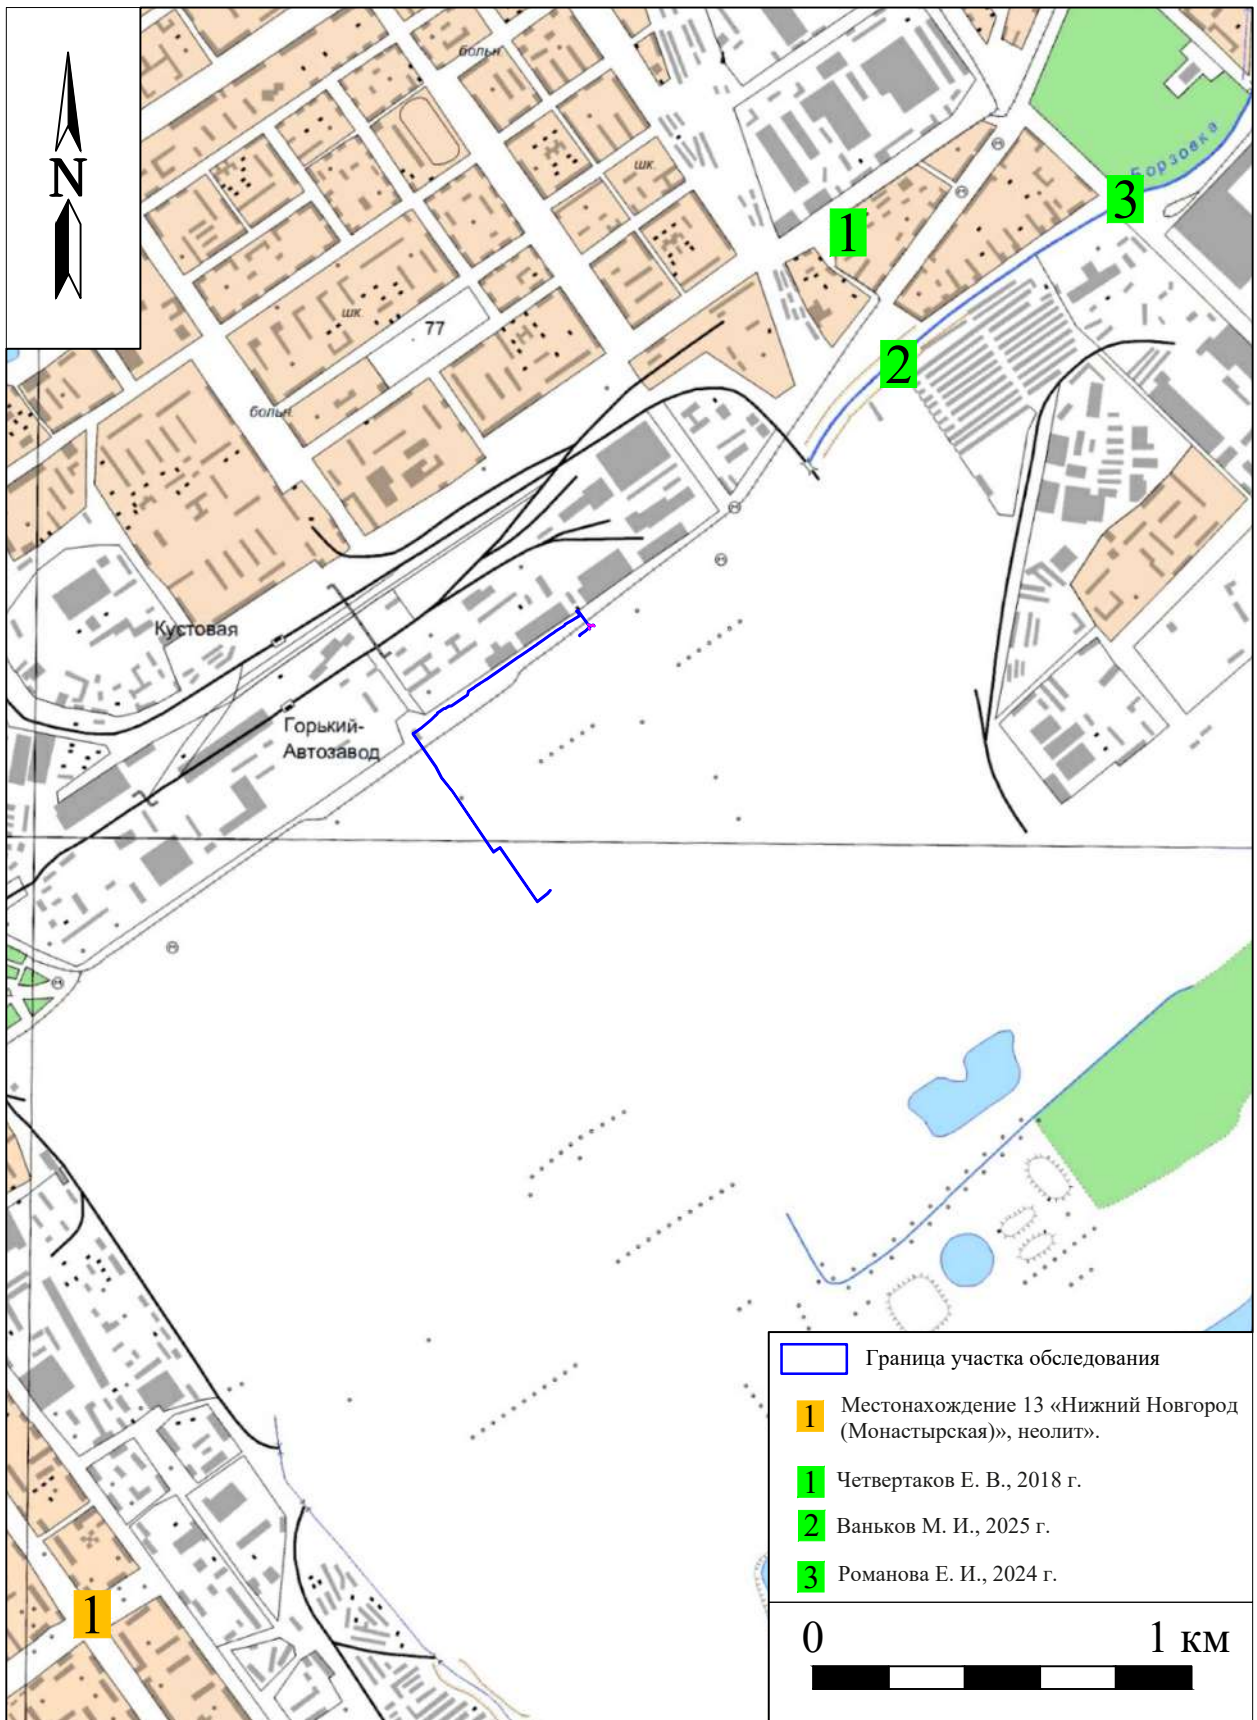 N
больн.
шк.
Борзовка
3
1
шк.
77
2
больн.
Кустовая
Горький-
Автозавод
1
Граница участка обследования
1 Местонахождение 13 «Нижний Новгород
(Монастырская)», неолит».
1 Четвертаков Е. В., 2018 г.
2 Ваньков М. И., 2025 г.
3 Романова Е. И., 2024 г.
0 1 км